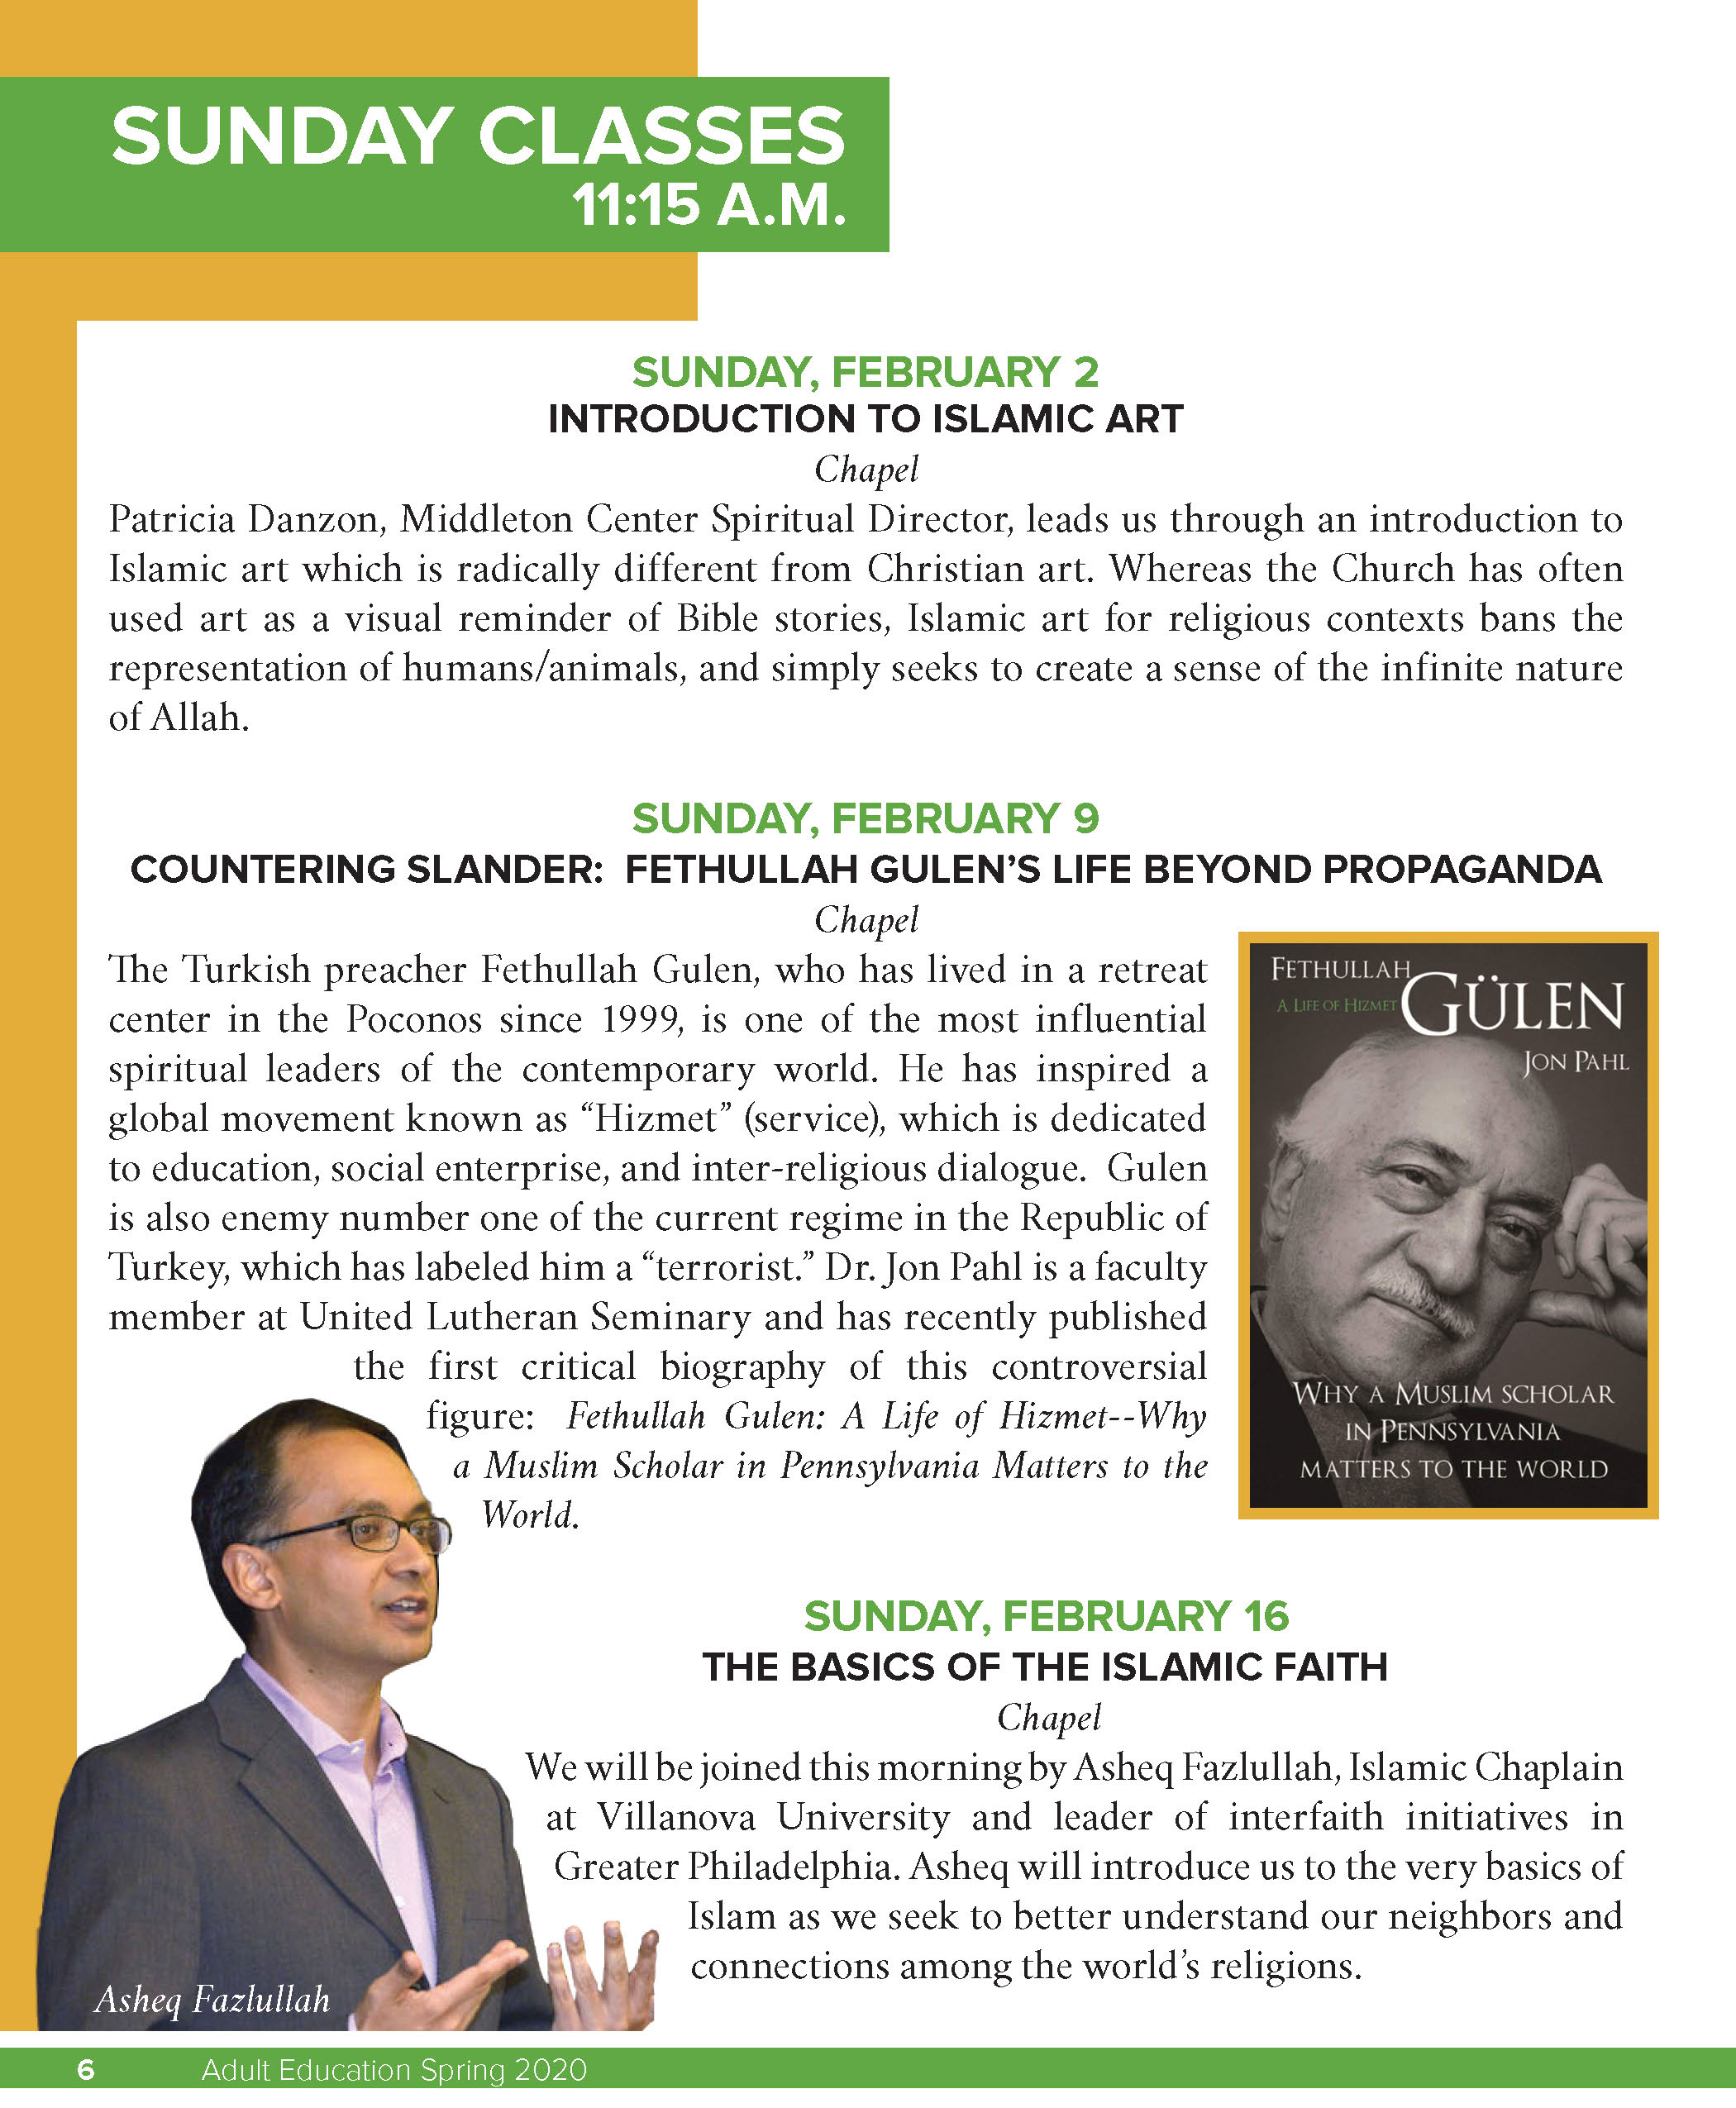 SUNDAY CLASSES
11:15 A.M.
SUNDAY, FEBRUARY 2
INTRODUCTION TO ISLAMIC ART
Chapel
Patricia Danzon, Middleton Center Spiritual Director, leads us through an introduction to
Islamic art which is radically different from Christian art. Whereas the Church has often
used art as a visual reminder of Bible stories, Islamic art for religious contexts bans the
representation of humans/animals, and simply seeks to create a sense of the infinite nature
of Allah.
SUNDAY, FEBRUARY 9
COUNTERING SLANDER: FETHULLAH GULEN’S LIFE BEYOND PROPAGANDA
Chapel
The Turkish preacher Fethullah Gulen, who has lived in a retreat
center in the Poconos since 1999, is one of the most influential
spiritual leaders of the contemporary world. He has inspired a
global movement known as “Hizmet” (service), which is dedicated
to education, social enterprise, and inter-religious dialogue. Gulen
is also enemy number one of the current regime in the Republic of
Turkey, which has labeled him a “terrorist.” Dr. Jon Pahl is a faculty
member at United Lutheran Seminary and has recently published
the first critical biography of this controversial
figure: Fethullah Gulen: A Life of Hizmet--Why
a Muslim Scholar in Pennsylvania Matters to the
World.
FETHULLAH
A LIFE OF HIZMET
GÜLEN
JON PAHL
WHY A MUSLIM SCHOLAR
IN PENNSYLVANIA
MATTERS TO THE WORLD
SUNDAY, FEBRUARY 16
THE BASICS OF THE ISLAMIC FAITH
Chapel
We will be joined this morning by Asheq Fazlullah, Islamic Chaplain
at Villanova University and leader of interfaith initiatives in
Greater Philadelphia. Asheq will introduce us to the very basics of
Islam as we seek to better understand our neighbors and
connections among the world’s religions.
Asheq Fazlullah
6 Adult Education Spring 2020